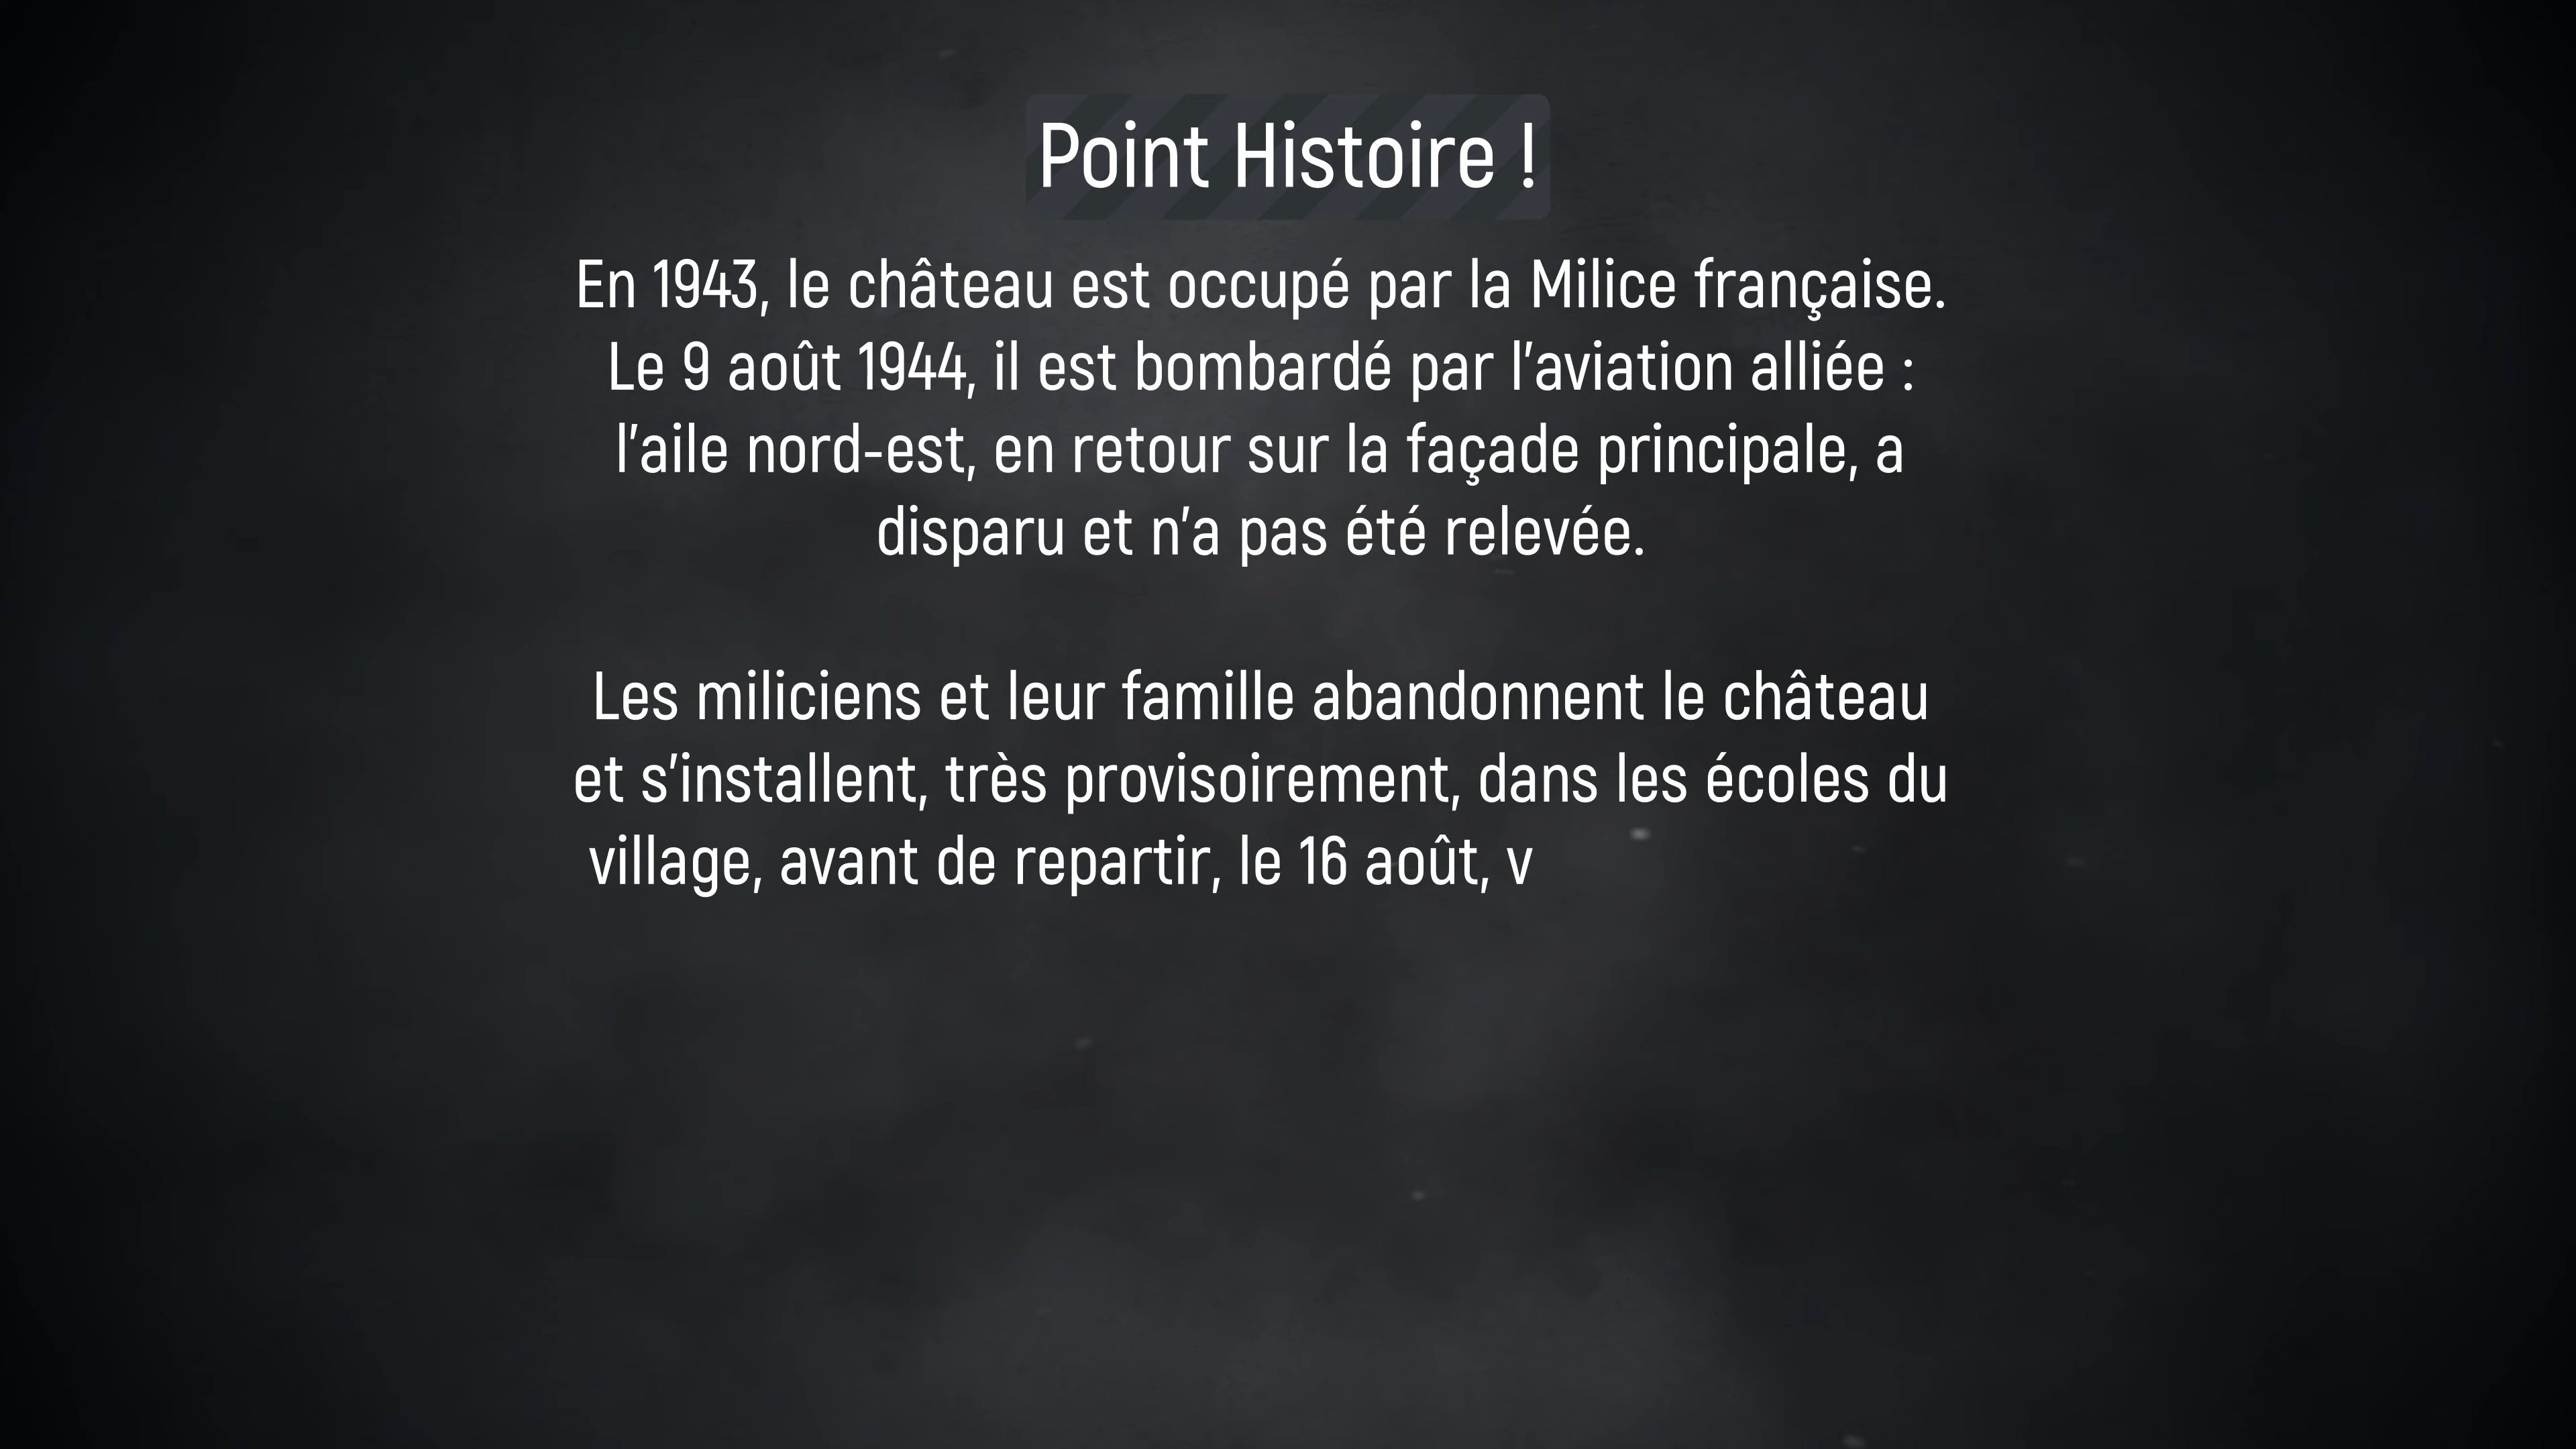 Point Histoire !
En 1943, le château est occupé par la Milice française.
Le 9 août 1944, il est bombardé par l'aviation alliée :
l'aile nord-est, en retour sur la façade principale, a
disparu et n'a pas été relevée.
Les miliciens et leur famille abandonnent le château
et s'installent, très provisoirement, dans les écoles du
village, avant de repartir, le 16 août, v